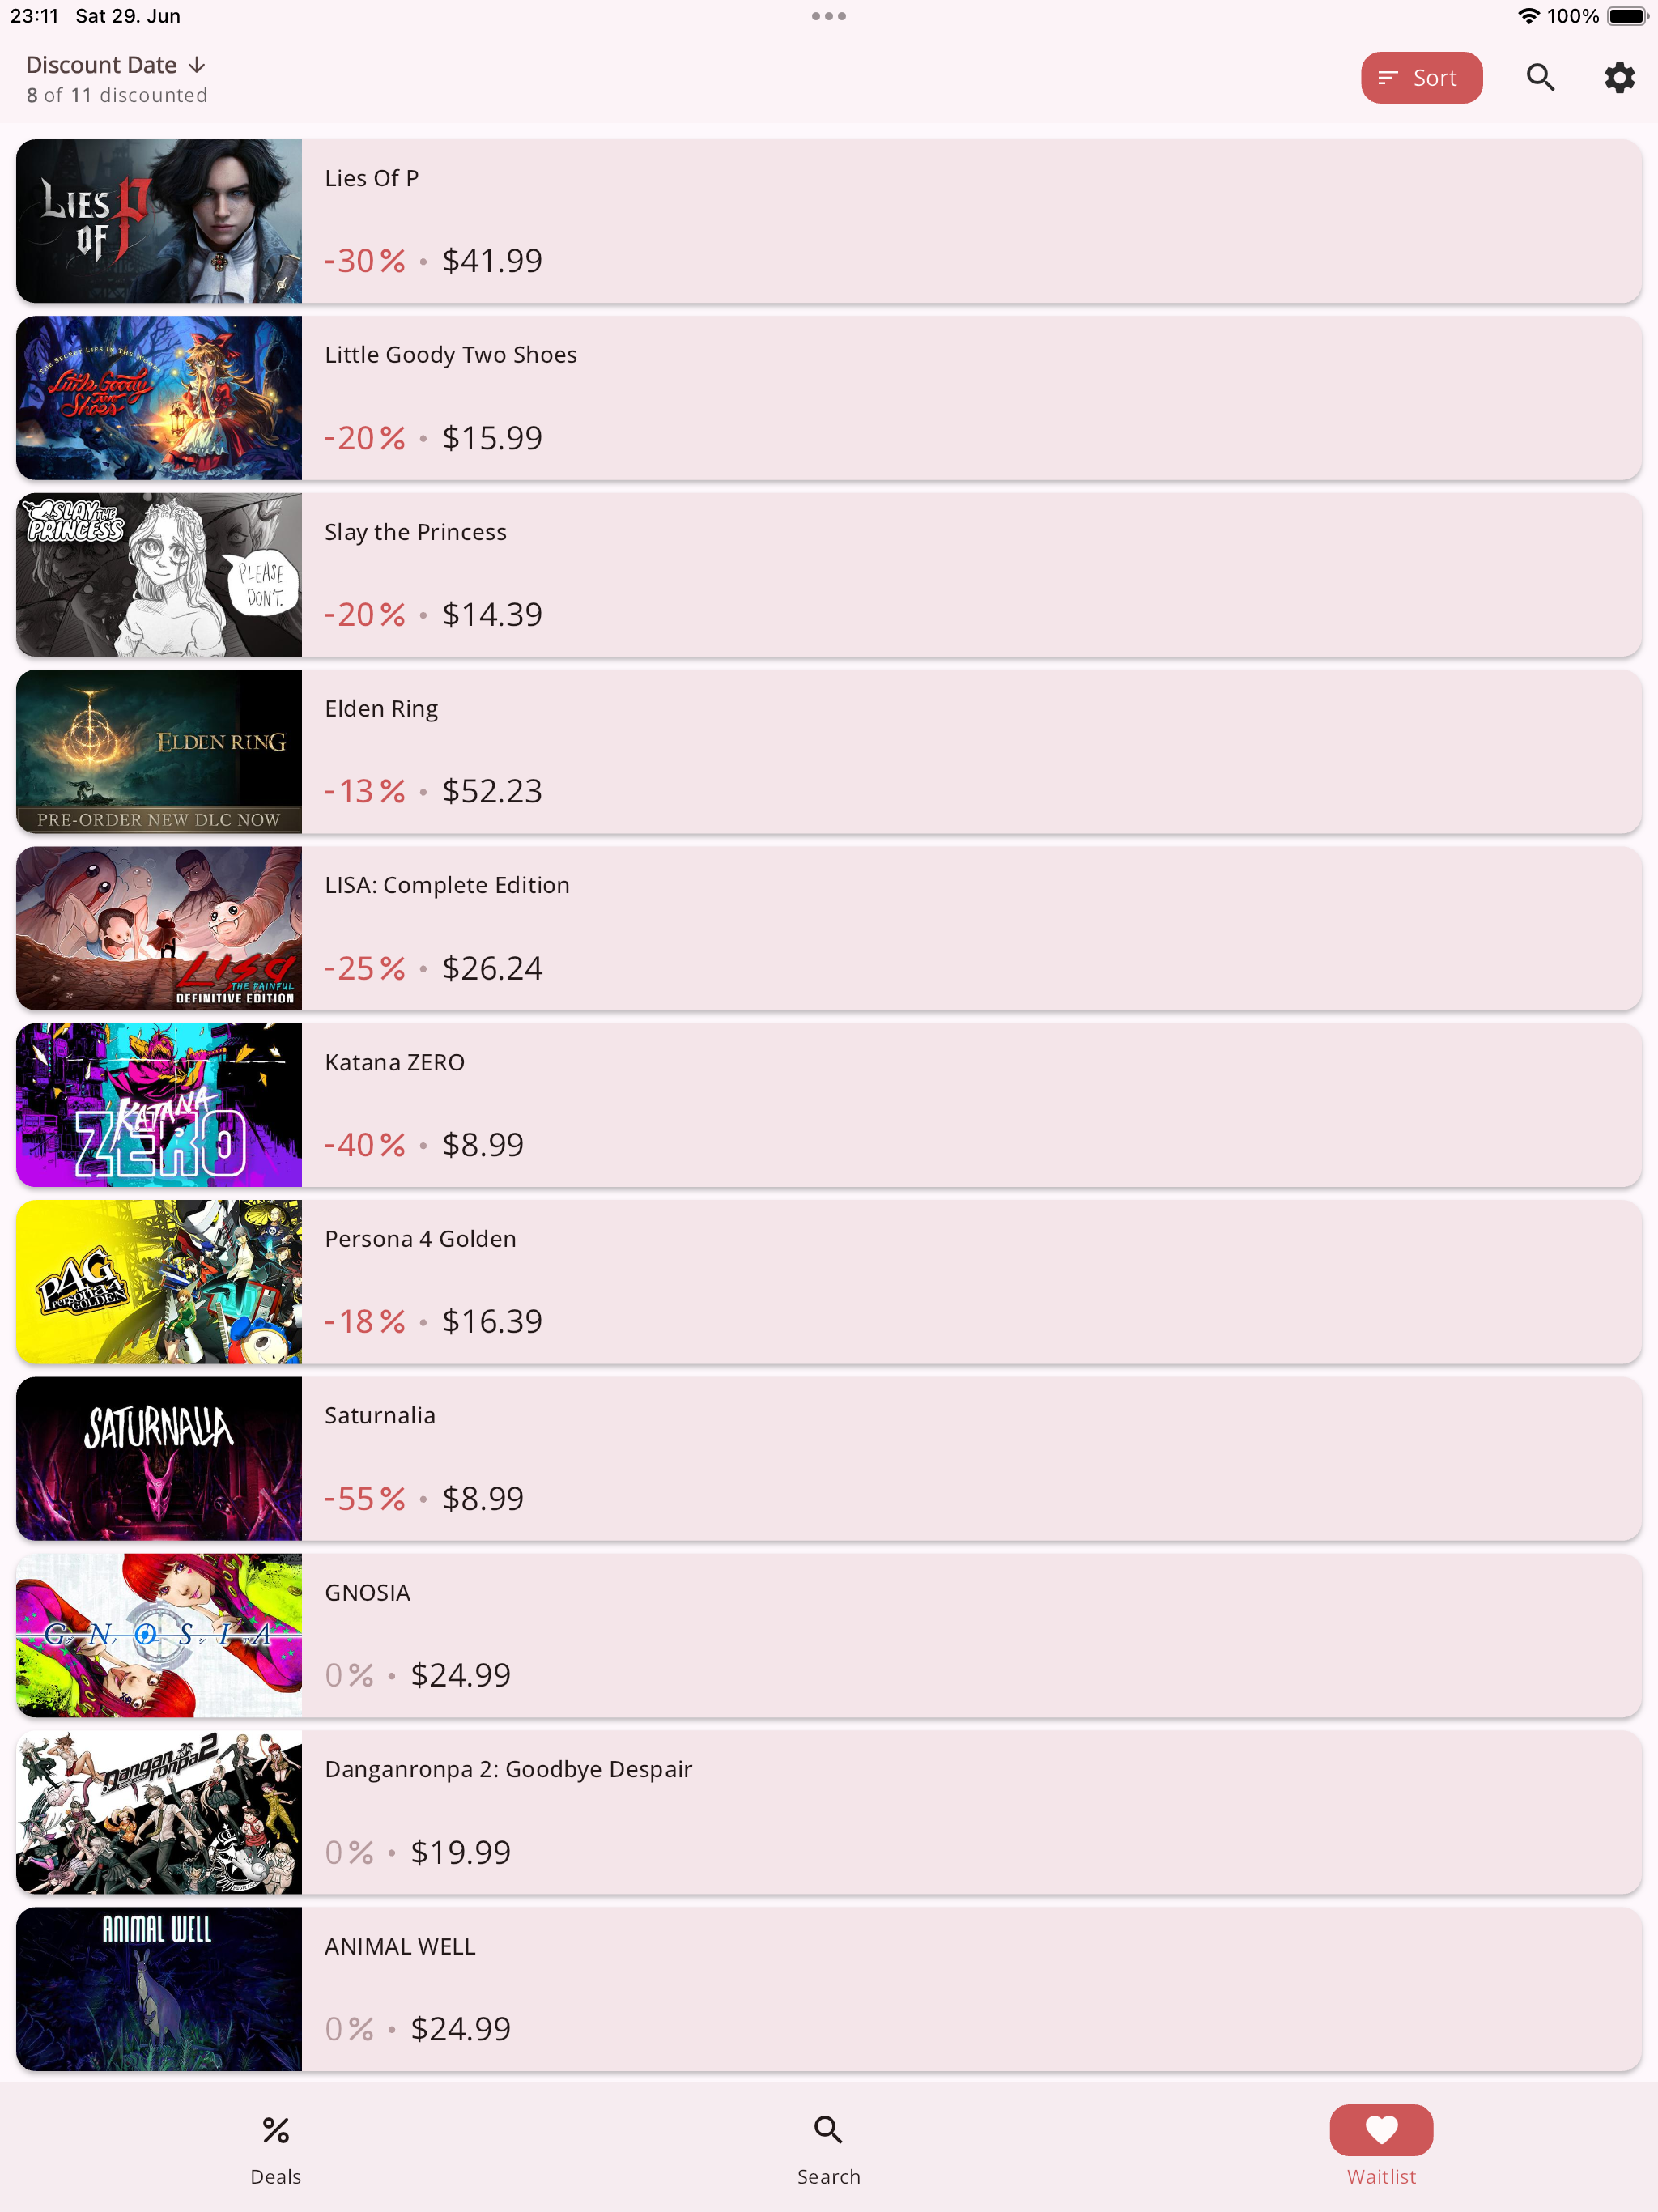 23:11 Sat 29. Jun
100%
Discount Date ↓
8 of 11 discounted
Sort
LIES OF P
Lies Of P
-30% • $41.99
THE SECRET LIES IN THE WOODS
Little Goody Two Shoes
Little Goody Two Shoes
-20% • $15.99
SLAY THE PRINCESS
PLEASE DON'T.
Slay the Princess
-20% • $14.39
ELDEN RING
PRE-ORDER NEW DLC NOW
Elden Ring
-13% • $52.23
LISA
THE PAINFUL
DEFINITIVE EDITION
LISA: Complete Edition
-25% • $26.24
KATANA ZERO
Katana ZERO
-40% • $8.99
P4G
Persona 4
GOLDEN
Persona 4 Golden
-18% • $16.39
SATURNALIA
Saturnalia
-55% • $8.99
GNOSIA
GNOSIA
0% • $24.99
Danganronpa 2
Danganronpa 2: Goodbye Despair
0% • $19.99
ANIMAL WELL
ANIMAL WELL
0% • $24.99
Deals
Search
Waitlist